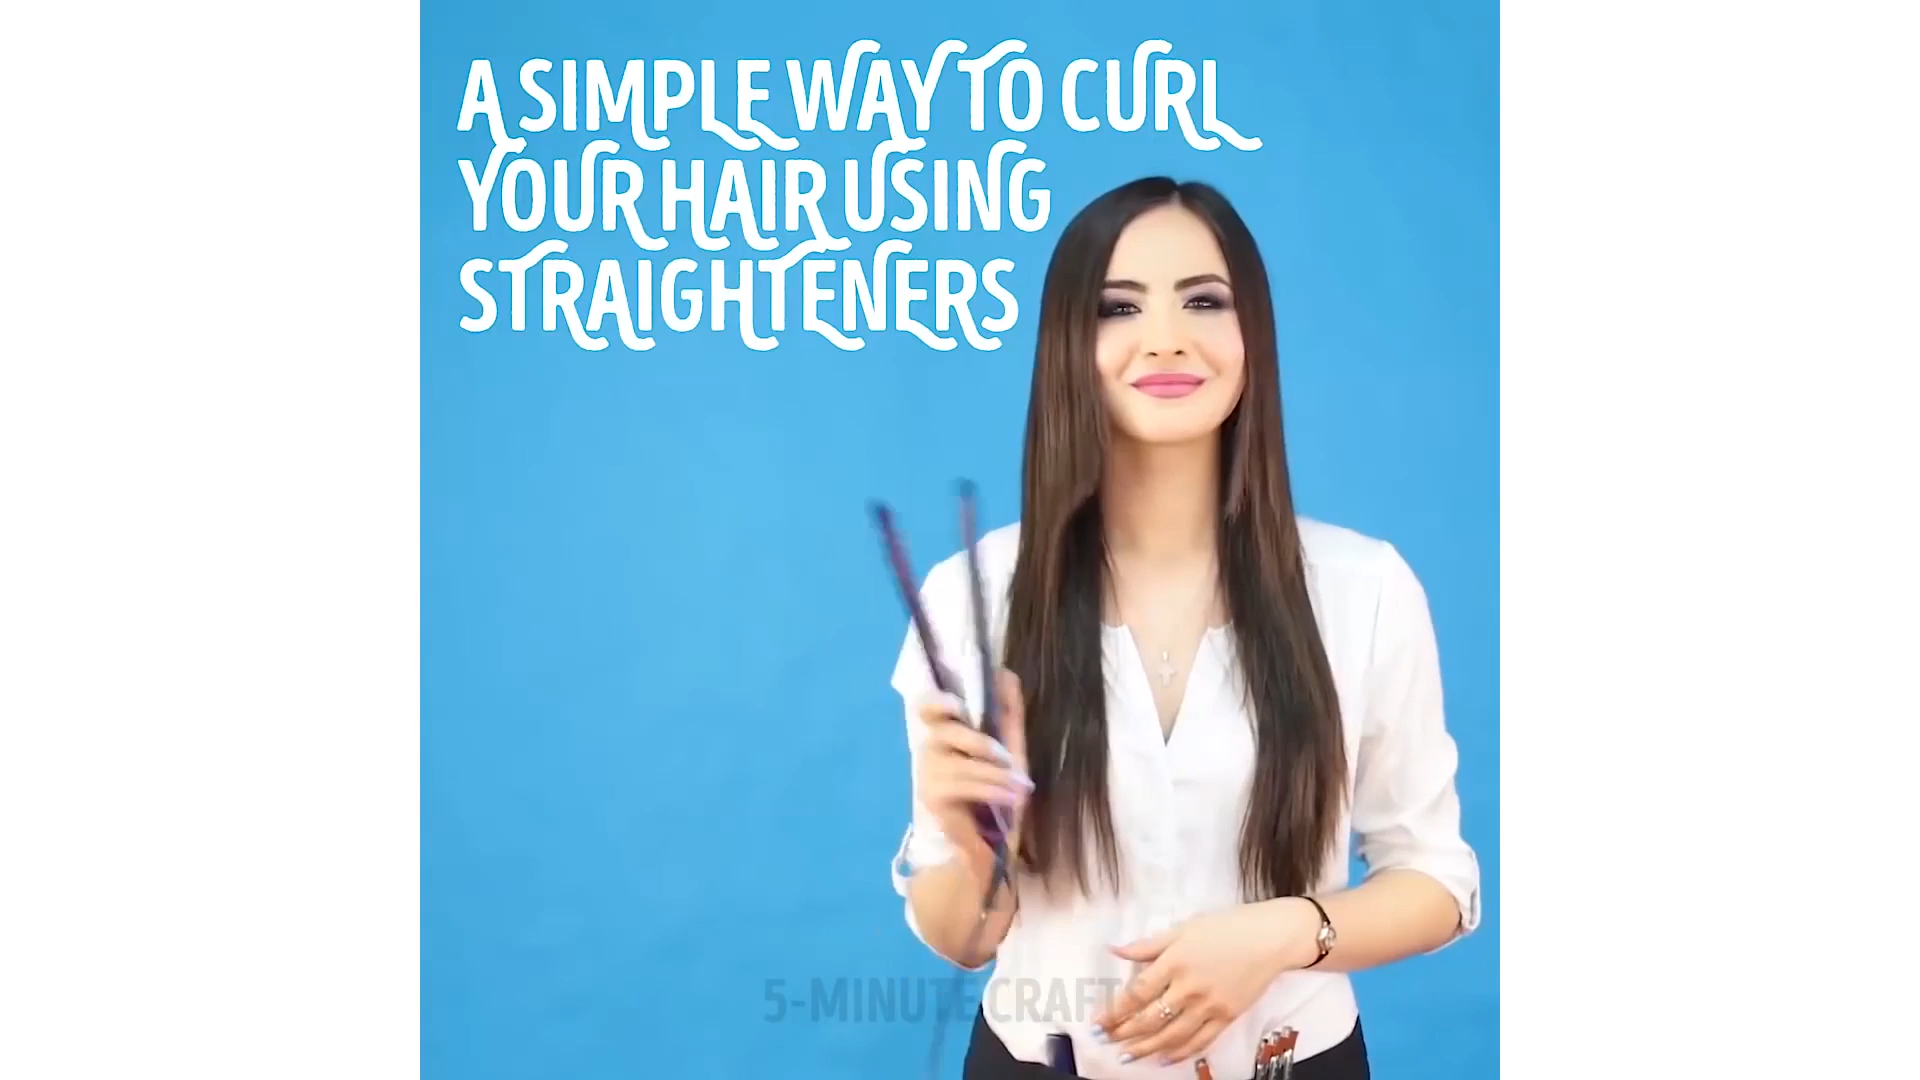 A SIMPLE WAY TO CURL
YOUR HAIR USING
STRAIGHTENERS
5-MINUTE CRAFTS